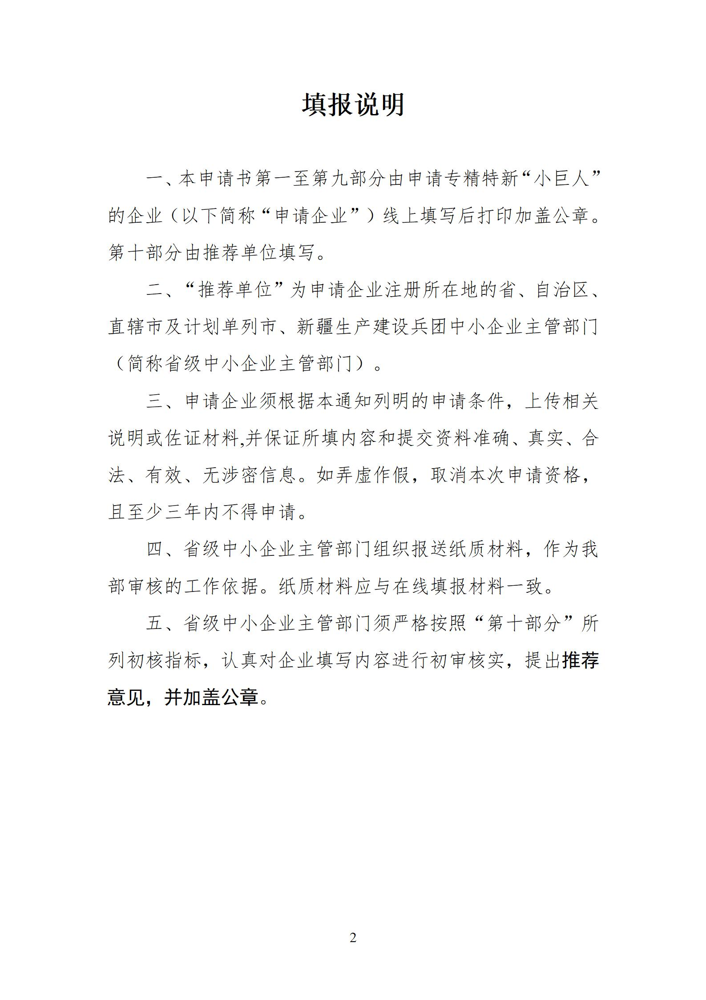 填报说明
一、本申请书第一至第九部分由申请专精特新“小巨人”
的企业（以下简称“申请企业”）线上填写后打印加盖公章。
第十部分由推荐单位填写。
二、“推荐单位”为申请企业注册所在地的省、自治区、
直辖市及计划单列市、新疆生产建设兵团中小企业主管部门
（简称省级中小企业主管部门）。
三、申请企业须根据本通知列明的申请条件，上传相关
说明或佐证材料,并保证所填内容和提交资料准确、真实、合
法、有效、无涉密信息。如弄虚作假，取消本次申请资格，
且至少三年内不得申请。
四、省级中小企业主管部门组织报送纸质材料，作为我
部审核的工作依据。纸质材料应与在线填报材料一致。
五、省级中小企业主管部门须严格按照“第十部分”所
列初核指标，认真对企业填写内容进行初审核实，提出推荐
意见，并加盖公章。
2